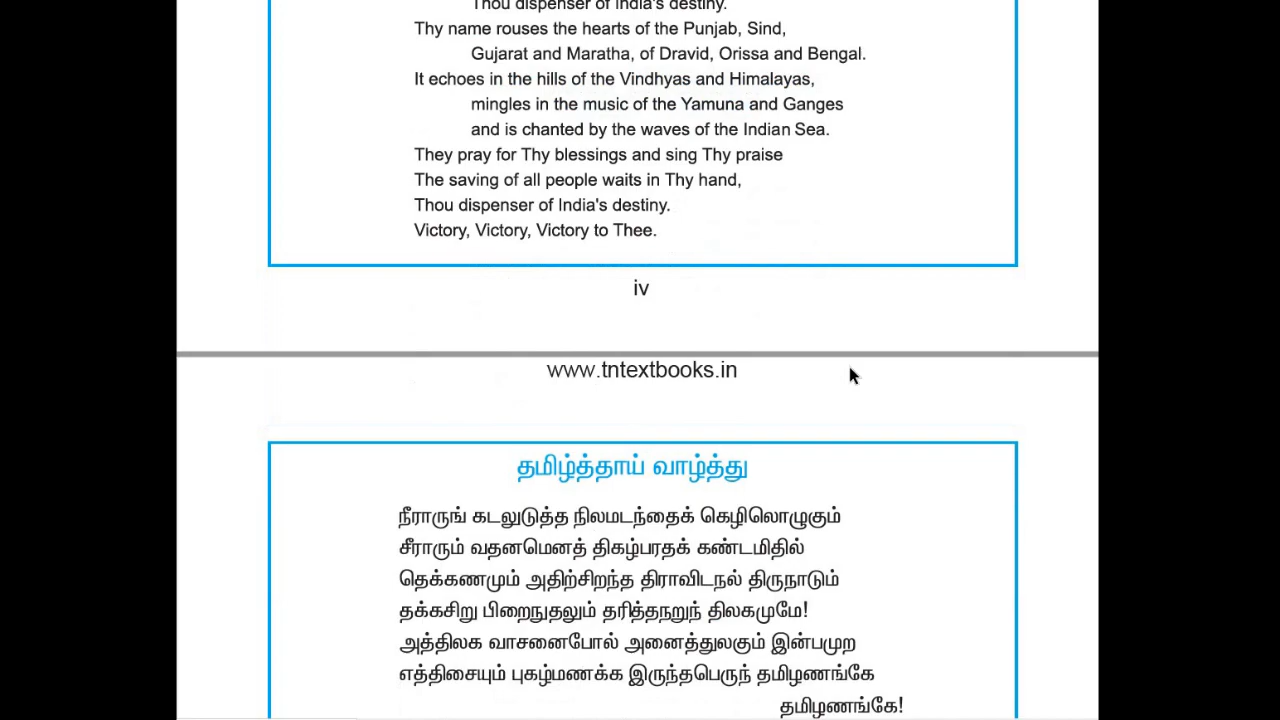 Thou dispenser of India's destiny.
Thy name rouses the hearts of the Punjab, Sind,
Gujarat and Maratha, of Dravid, Orissa and Bengal.
It echoes in the hills of the Vindhyas and Himalayas,
mingles in the music of the Yamuna and Ganges
and is chanted by the waves of the Indian Sea.
They pray for Thy blessings and sing Thy praise
The saving of all people waits in Thy hand,
Thou dispenser of India's destiny.
Victory, Victory, Victory to Thee.
iv
www.tntextbooks.in
தமிழ்த்தாய் வாழ்த்து
நீராருங் கடலுடுத்த நிலமடந்தைக் கெழிலொழுகும்
சீராரும் வதனமெனத் திகழ்பரதக் கண்டமிதில்
தெக்கணமும் அதிற்சிறந்த திராவிடநல் திருநாடும்
தக்கசிறு பிறைநுதலும் தரித்தநறுந் திலகமுமே!
அத்திலக வாசனைபோல் அனைத்துலகும் இன்பமுற
எத்திசையும் புகழ்மணக்க இருந்தபெருந் தமிழணங்கே
தமிழணங்கே!